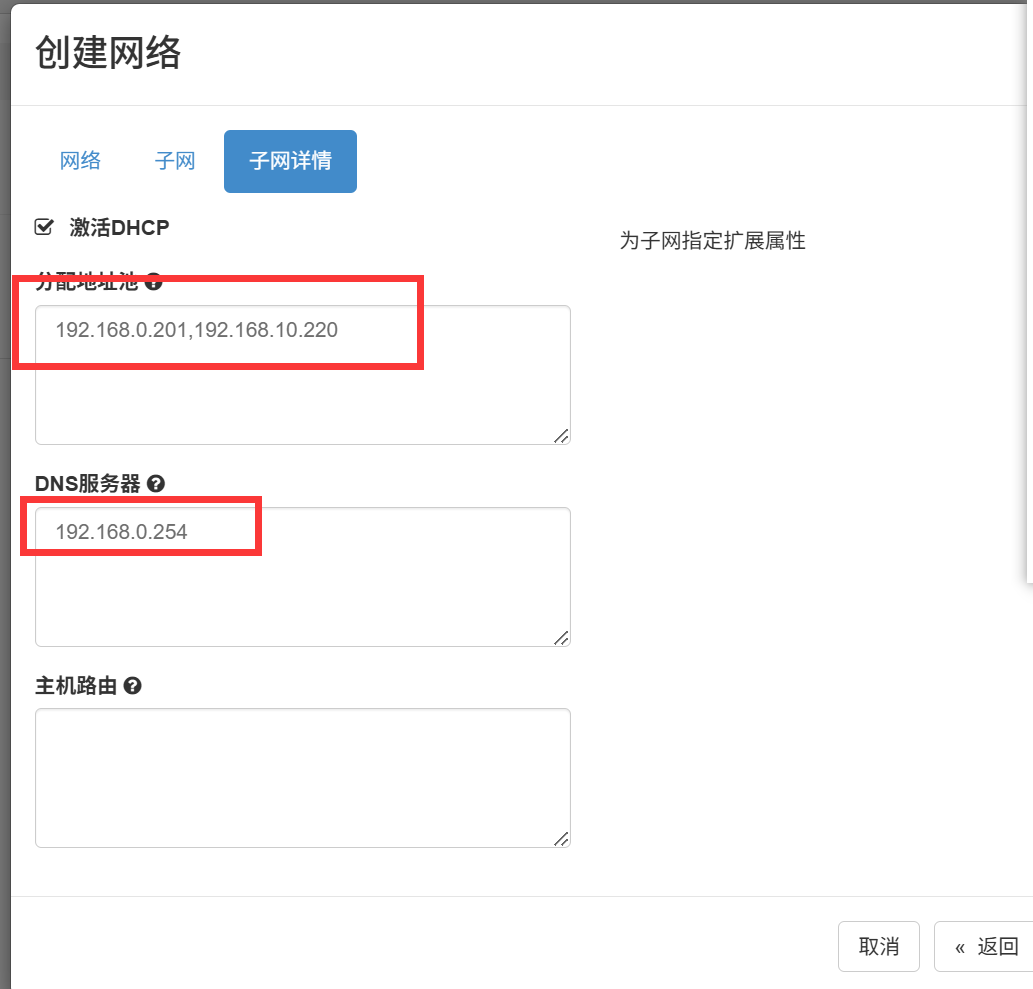 创建网络
网络 子网 子网详情
激活DHCP
为子网指定扩展属性
分配地址池
192.168.0.201,192.168.10.220
DNS服务器
192.168.0.254
主机路由
取消 « 返回